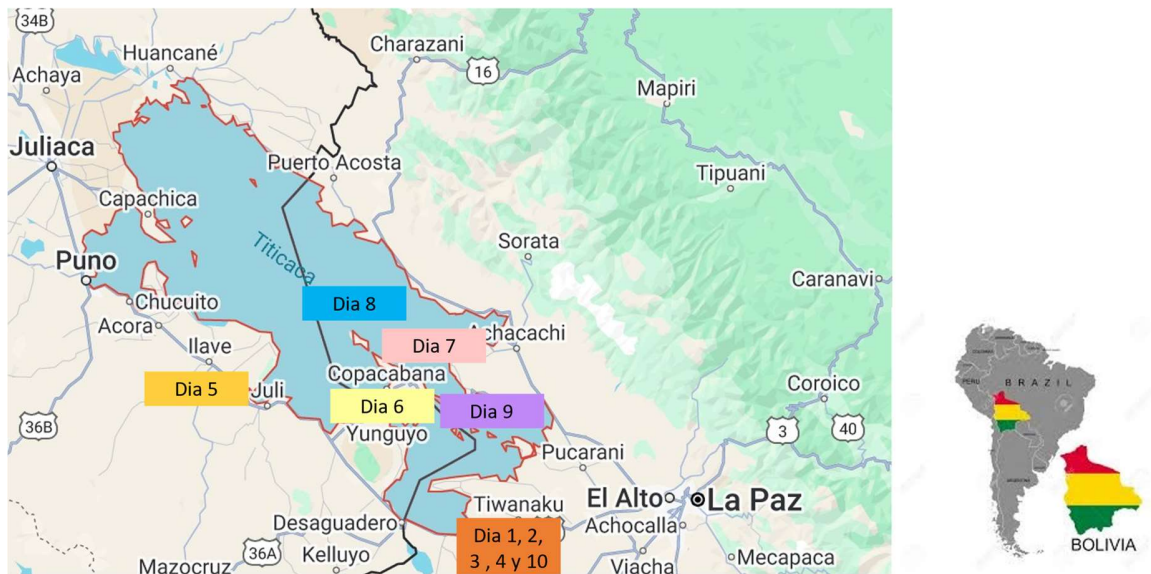 34B
Huancané
Charazani
Achaya
16
Mapiri
Juliaca
Puerto Acosta
Tipuani
Capachica
Titicaca
Sorata
Puno
Caranavi
Chucuito
Dia 8
Acora
Achacachi
Ilave
Dia 7
Copacabana
Coroico
Dia 5
Juli
Dia 6
Dia 9
36B
Yunguyo
3
40
Pucarani
El Alto
La Paz
Tiwanaku
Desaguadero
Achocalla
Dia 1, 2,
3 , 4 y 10
36A
Kelluyo
Mazocruz
Viacha
Mecapaca
PERU
BRAZIL
BOLIVIA